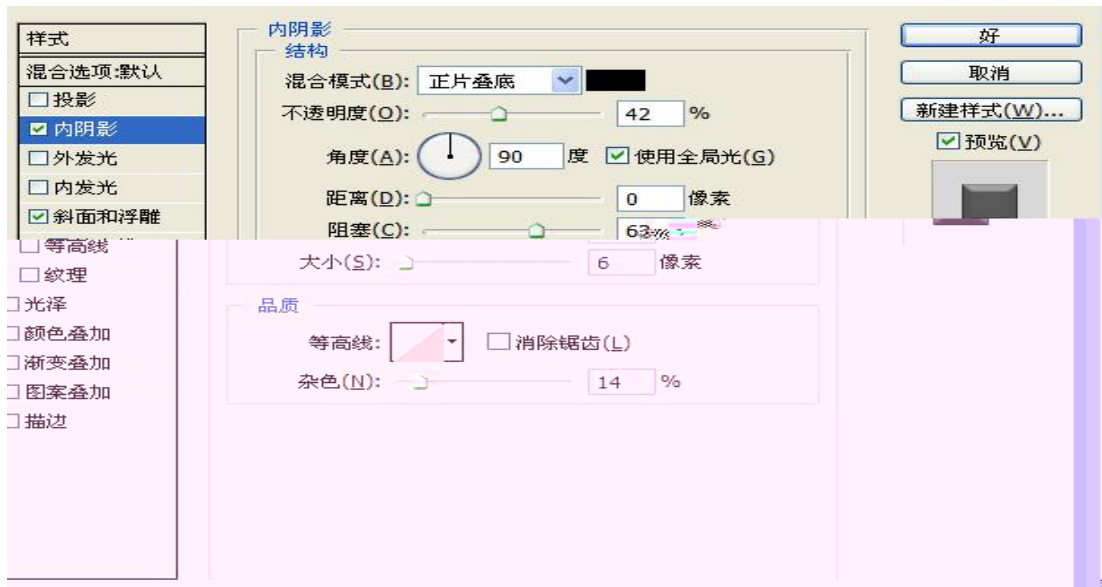 样式
混合选项:默认
投影
内阴影
外发光
内发光
斜面和浮雕
等高线
纹理
光泽
颜色叠加
渐变叠加
图案叠加
描边
内阴影
结构
混合模式(B): 正片叠底
不透明度(O): 42 %
角度(A): 90 度 使用全局光(G)
距离(D): 0 像素
阻塞(C):
大小(S): 6 像素
品质
等高线: 消除锯齿(L)
杂色(N): 14 %
好
取消
新建样式(W)...
预览(V)